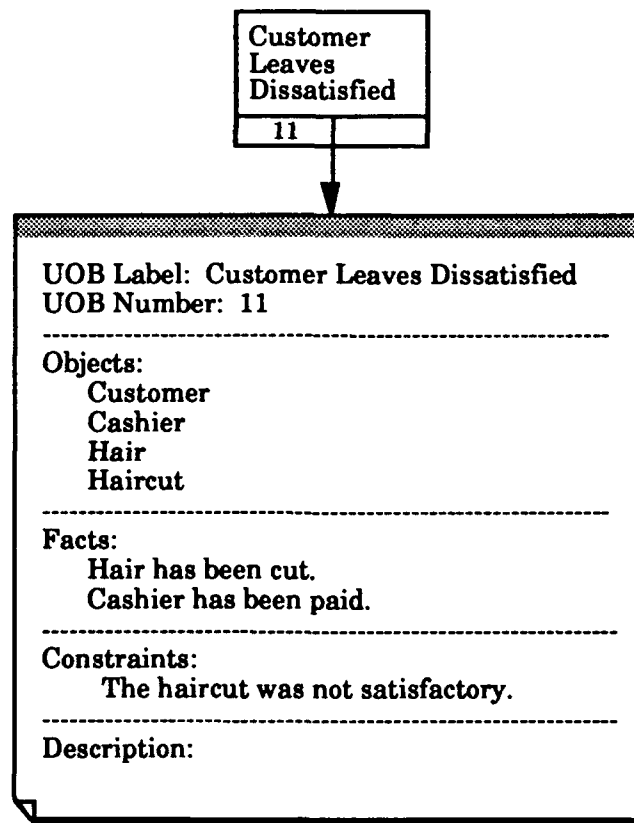 Customer
Leaves
Dissatisfied
11
UOB Label: Customer Leaves Dissatisfied
UOB Number: 11
Objects:
Customer
Cashier
Hair
Haircut
Facts:
Hair has been cut.
Cashier has been paid.
Constraints:
The haircut was not satisfactory.
Description: